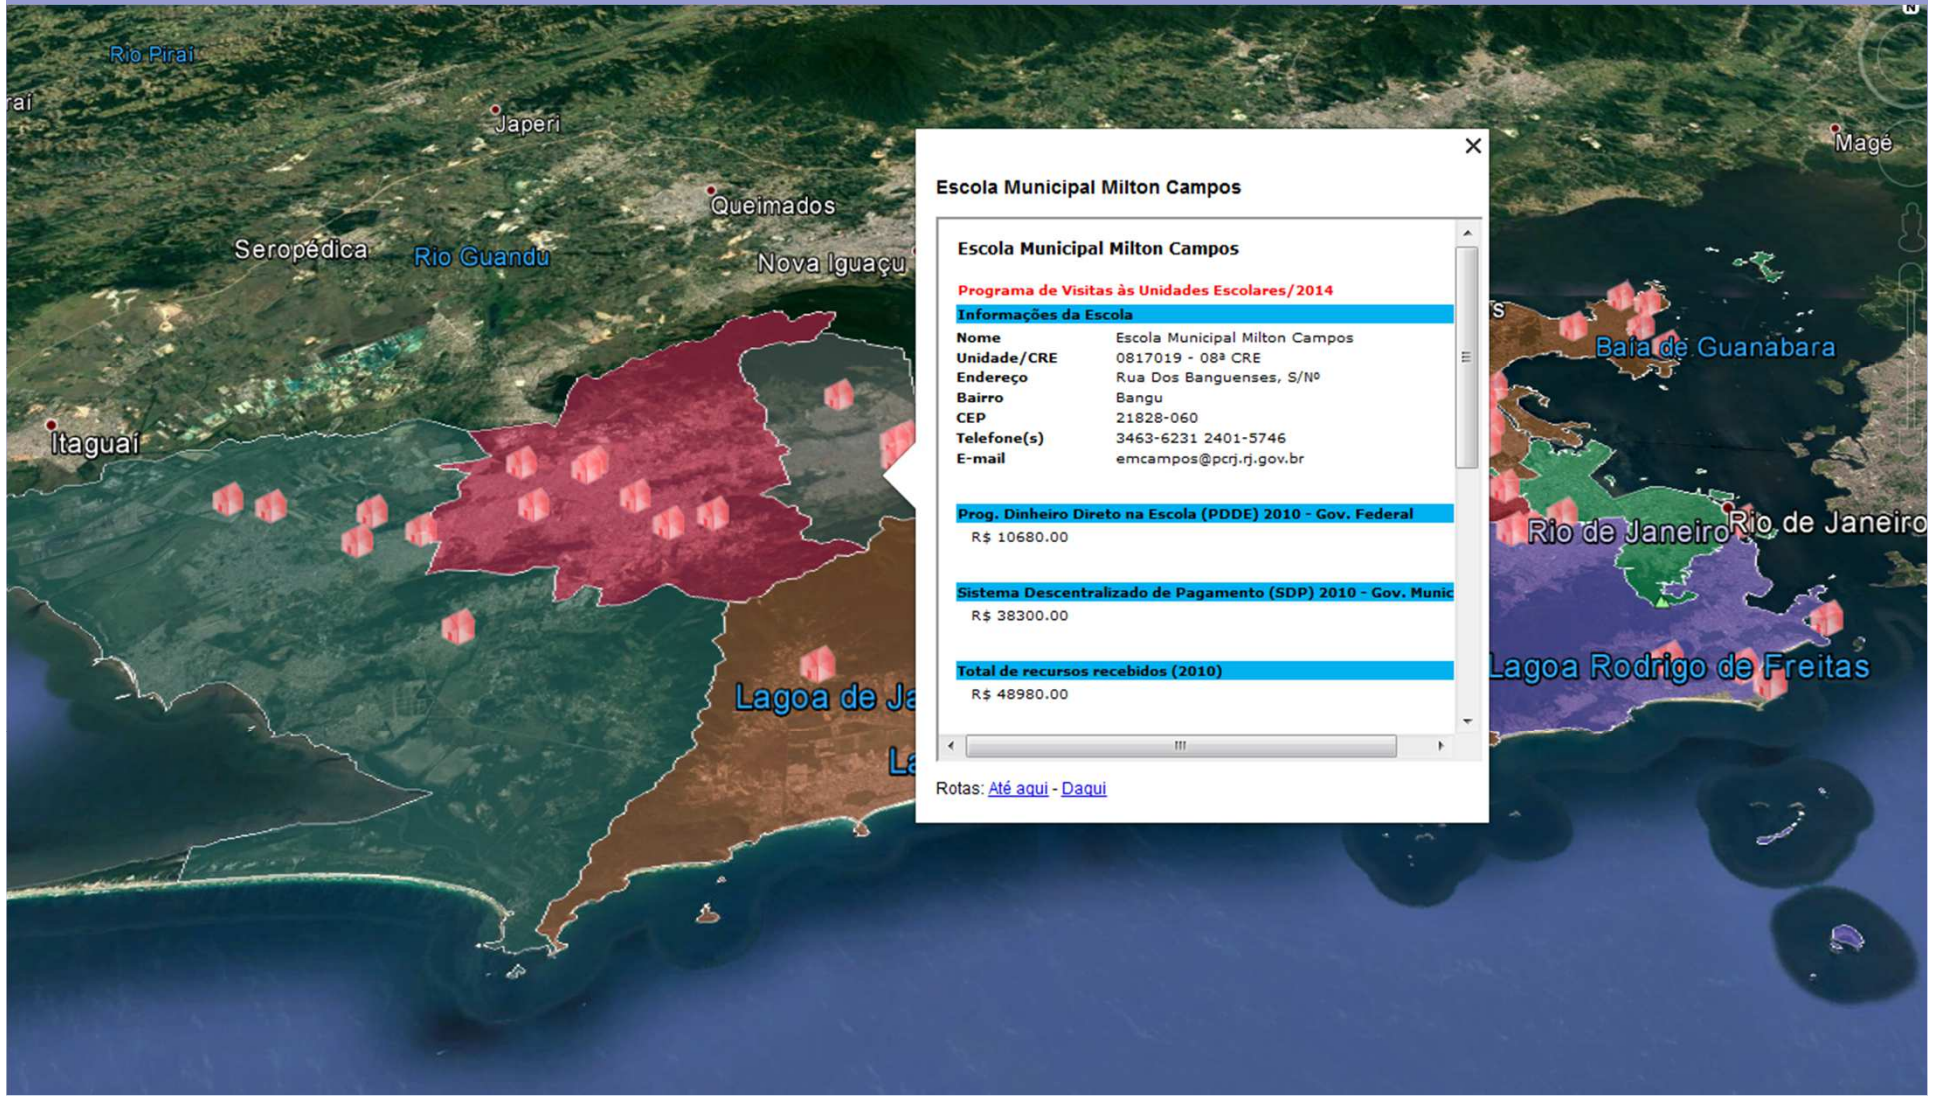 N
Rio Piraí
raí
Japeri
Magé
Queimados
Seropédica
Rio Guandu
Nova Iguaçu
Itaguaí
Escola Municipal Milton Campos
Escola Municipal Milton Campos
Programa de Visitas às Unidades Escolares/2014
Informações da Escola
Nome Escola Municipal Milton Campos
Unidade/CRE 0817019 - 08ª CRE
Endereço Rua Dos Banguenses, S/Nº
Bairro Bangu
CEP 21828-060
Telefone(s) 3463-6231 2401-5746
E-mail emcampos@pcrj.rj.gov.br
Prog. Dinheiro Direto na Escola (PDDE) 2010 - Gov. Federal
R$ 10680.00
Sistema Descentralizado de Pagamento (SDP) 2010 - Gov. Munic
R$ 38300.00
Total de recursos recebidos (2010)
R$ 48980.00
Rotas: Até aqui - Daqui
s
Baía de Guanabara
Rio de Janeiro
Rio de Janeiro
Lagoa Rodrigo de Freitas
Lagoa de Ja
La